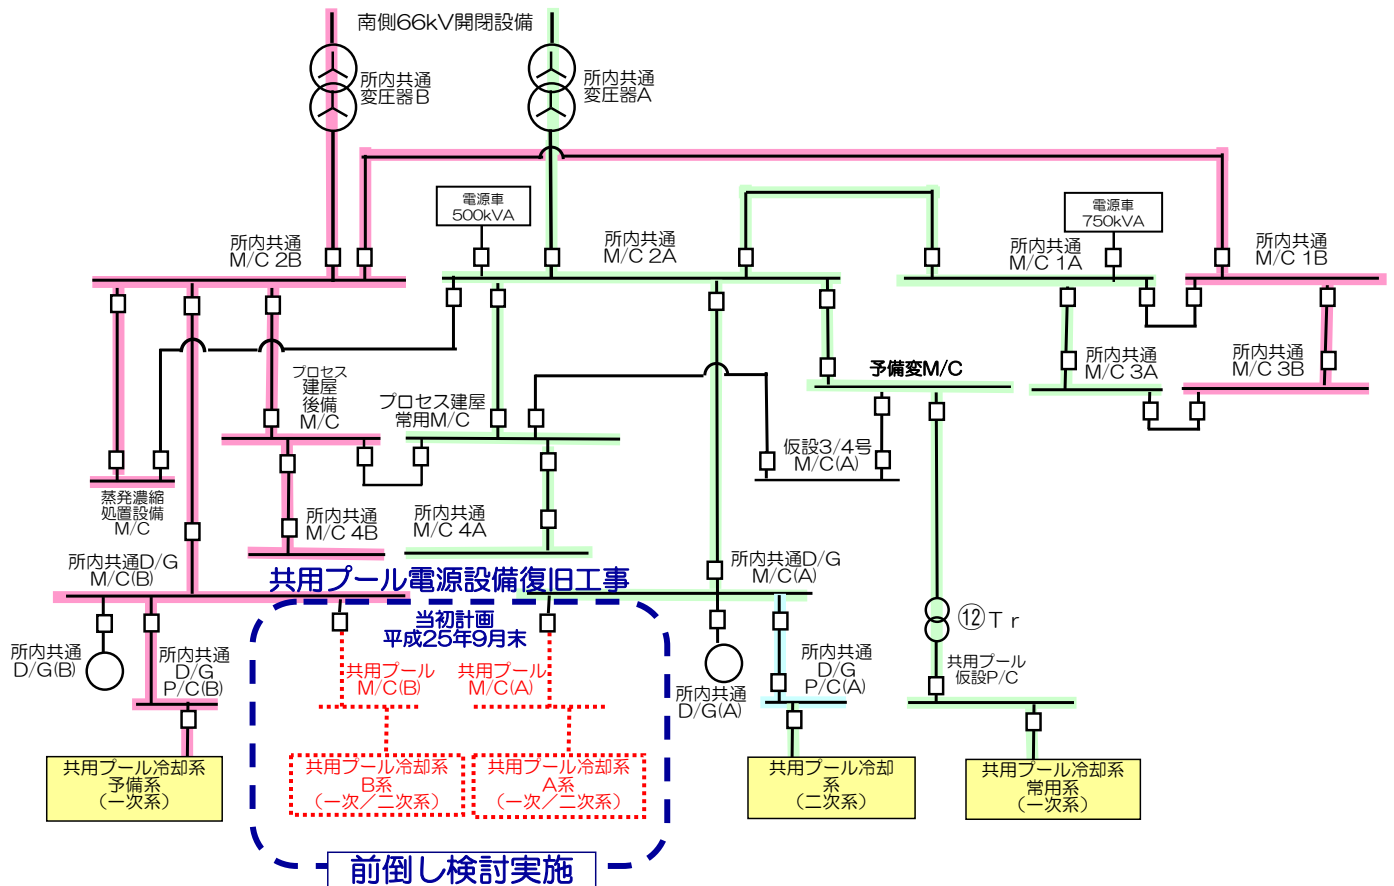 南側66kV開閉設備
所内共通
変圧器B
所内共通
変圧器A
電源車
500kVA
電源車
750kVA
所内共通
M/C 2B
所内共通
M/C 2A
所内共通
M/C 1A
所内共通
M/C 1B
プロセス
建屋
後備
M/C
プロセス建屋
常用M/C
予備変M/C
所内共通
M/C 3A
所内共通
M/C 3B
仮設3/4号
M/C(A)
蒸発濃縮
処置設備
M/C
所内共通
M/C 4B
所内共通
M/C 4A
所内共通D/G
M/C(B)
所内共通D/G
M/C(A)
共用プール電源設備復旧工事
当初計画
平成25年9月末
⑫Tr
所内共通
D/G(B)
所内共通
D/G
P/C(B)
共用プール
M/C(B)
共用プール
M/C(A)
所内共通
D/G(A)
所内共通
D/G
P/C(A)
共用プール
仮設P/C
共用プール冷却系
予備系
(一次系)
共用プール冷却系
B系
(一次/二次系)
共用プール冷却系
A系
(一次/二次系)
共用プール冷却
系
(二次系)
共用プール冷却系
常用系
(一次系)
前倒し検討実施